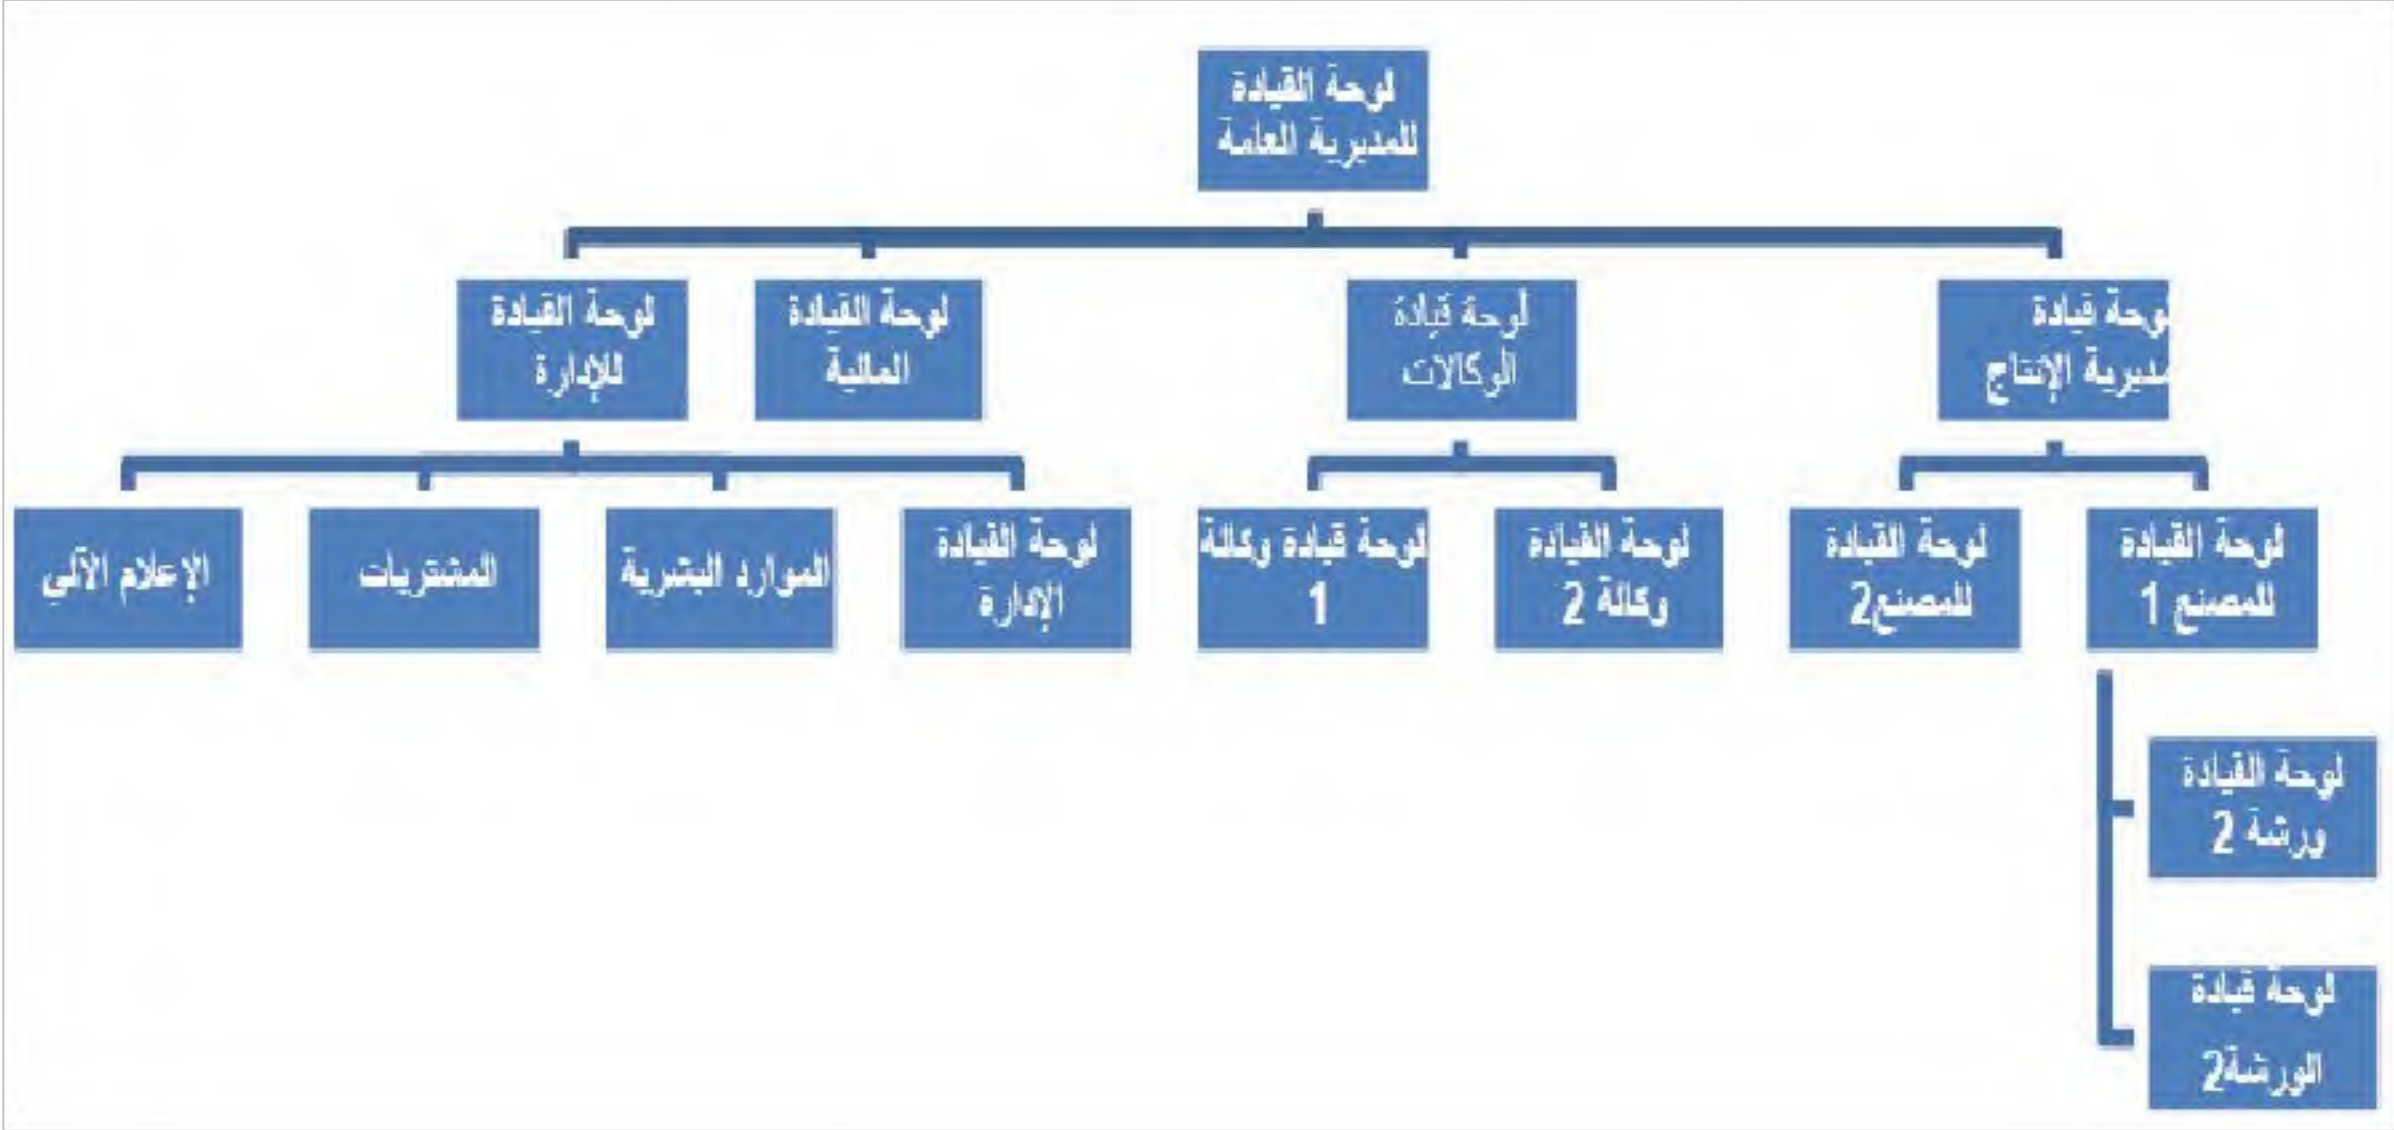 لوحة القيادة
للمديرية العامة
لوحة قيادة
مديرية الإنتاج
لوحة قيادة
الوكالات
لوحة القيادة
المالية
لوحة القيادة
للإدارة
لوحة القيادة
للمصنع 1
لوحة القيادة
للمصنع2
لوحة القيادة
وكالة 2
لوحة قيادة وكالة
1
لوحة القيادة
الإدارة
الموارد البشرية
المشتريات
الإعلام الآلي
لوحة القيادة
ورشة 2
لوحة قيادة
الورشة2